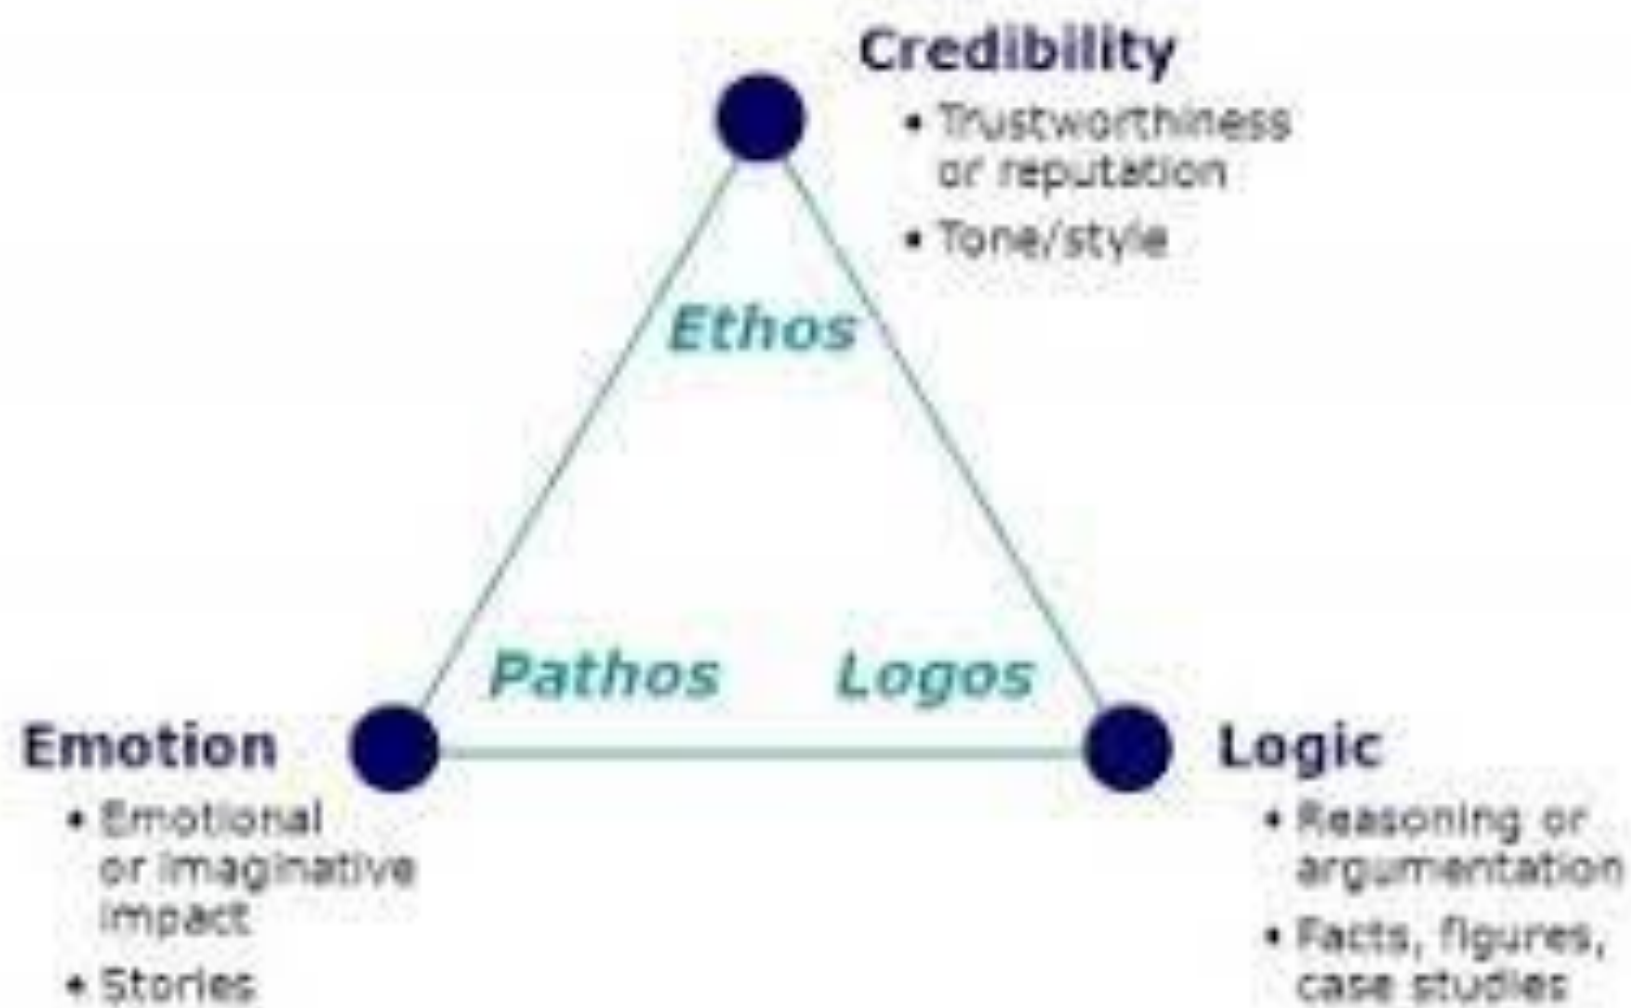 Credibility
• Trustworthiness
or reputation
• Tone/style
Ethos
Pathos
Logos
Emotion
• Emotional
or imaginative
impact
• Stories
Logic
• Reasoning or
argumentation
• Facts, figures,
case studies